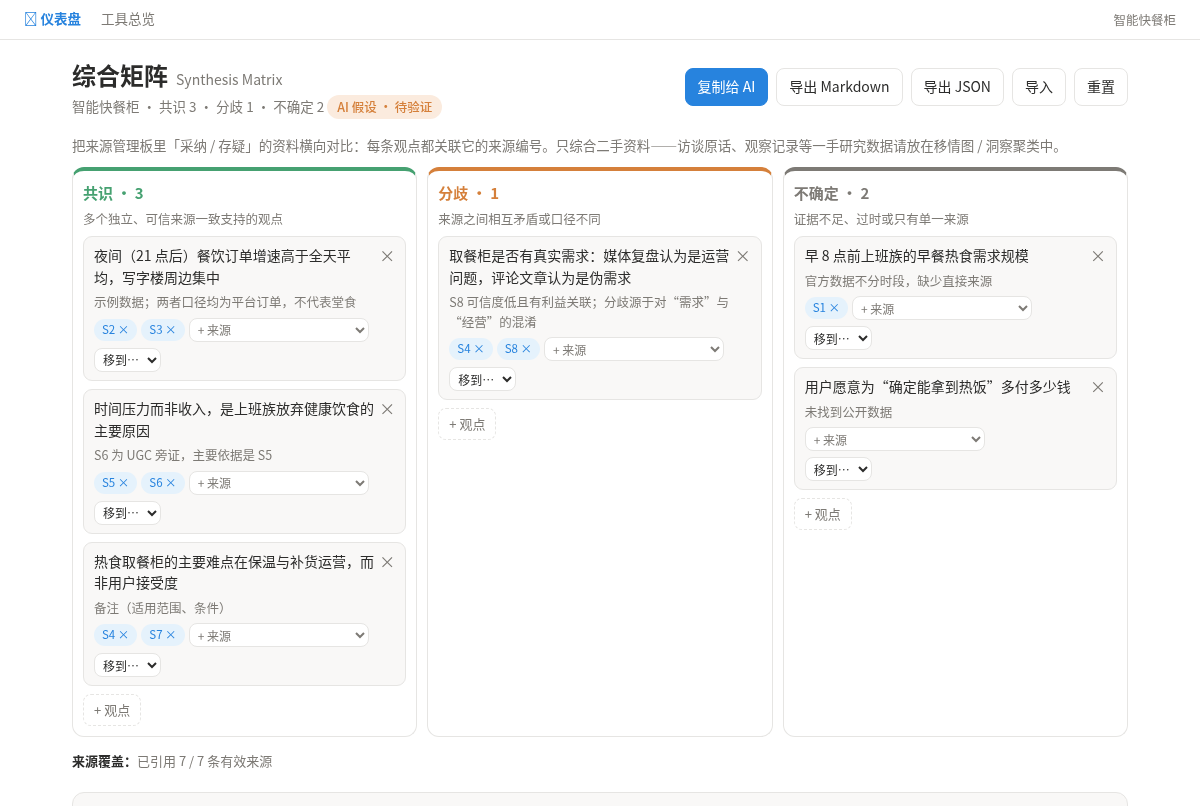 仪表盘
工具总览
智能快餐柜
综合矩阵 Synthesis Matrix
智能快餐柜 · 共识 3 · 分歧 1 · 不确定 2 AI 假设 · 待验证
复制给 AI
导出 Markdown
导出 JSON
导入
重置
把来源管理板里「采纳 / 存疑」的资料横向对比：每条观点都关联它的来源编号。只综合二手资料——访谈原话、观察记录等一手研究数据请放在移情图 / 洞察聚类中。
共识 · 3
多个独立、可信来源一致支持的观点
夜间（21 点后）餐饮订单增速高于全天平
均，写字楼周边集中
示例数据；两者口径均为平台订单，不代表堂食
S2 × S3 × + 来源
移到…
时间压力而非收入，是上班族放弃健康饮食的
主要原因
S6 为 UGC 旁证，主要依据是 S5
S5 × S6 × + 来源
移到…
热食取餐柜的主要难点在保温与补货运营，而
非用户接受度
备注（适用范围、条件）
S4 × S7 × + 来源
移到…
+ 观点
分歧 · 1
来源之间相互矛盾或口径不同
取餐柜是否有真实需求：媒体复盘认为是运营
问题，评论文章认为是伪需求
S8 可信度低且有利益关联；分歧源于对“需求”与
“经营”的混淆
S4 × S8 × + 来源
移到…
+ 观点
不确定 · 2
证据不足、过时或只有单一来源
早 8 点前上班族的早餐热食需求规模
官方数据不分时段，缺少直接来源
S1 × + 来源
移到…
用户愿意为“确定能拿到热饭”多付多少钱
未找到公开数据
+ 来源
移到…
+ 观点
来源覆盖：已引用 7 / 7 条有效来源